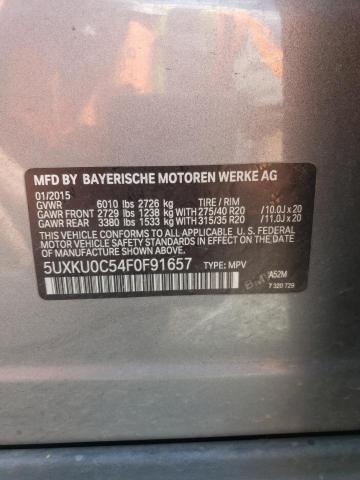 MFD BY BAYERISCHE MOTOREN WERKE AG
01/2015
GVWR 6010 lbs 2726 kg TIRE / RIM
GAWR FRONT 2729 lbs 1238 kg WITH 275/40 R20 /10.0J x 20
GAWR REAR 3380 lbs 1533 kg WITH 315/35 R20 /11.0J x 20
THIS VEHICLE CONFORMS TO ALL APPLICABLE U.S. FEDERAL
MOTOR VEHICLE SAFETY STANDARDS IN EFFECT
ON THE DATE OF MANUFACTURE SHOWN ABOVE.
5UXKU0C54F0F91657 TYPE: MPV
A52M
BMW 7 320 729